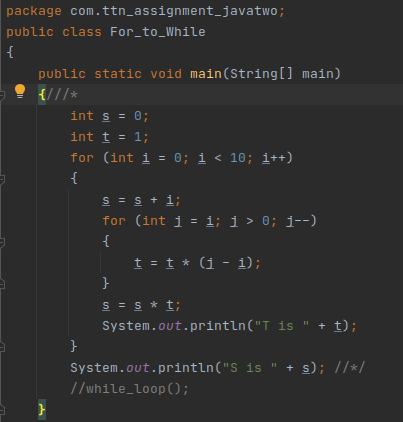 package com.ttn_assignment_javatwo;
public class For_to_While
{
    public static void main(String[] main)
    {///*
        int s = 0;
        int t = 1;
        for (int i = 0; i < 10; i++)
        {
            s = s + i;
            for (int j = i; j > 0; j--)
            {
                t = t * (j - i);
            }
            s = s * t;
            System.out.println("T is " + t);
        }
        System.out.println("S is " + s); //*/
        //while_loop();
    }